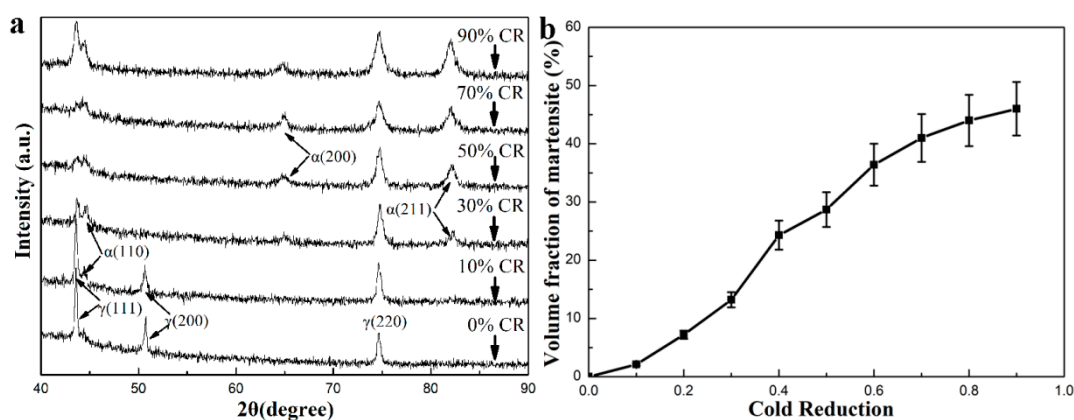 a
90% CR
70% CR
α(200)
50% CR
α(211)
30% CR
α(110)
10% CR
γ(111)
γ(200)
γ(220)
0% CR
Intensity (a.u.)
40 50 60 70 80 90
2θ(degree)
b
Volume fraction of martensite (%)
60
50
40
30
20
10
0
0.0 0.2 0.4 0.6 0.8 1.0
Cold Reduction